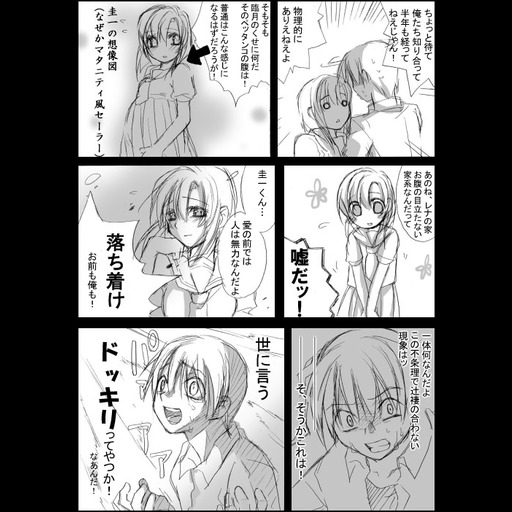 ちょっと待て
俺たち知り合って
半年も経って
ねえじゃん!
物理的に
ありえねえよ
そもそも
臨月のくせに何だ
そのペッタンコの腹は!
普通はこんな感じに
なるはずだろうが!
圭一の想像図
(なぜかマタニティ風セーラー)
あのね、レナの家
お腹の目立たない
家系なんだって
嘘だッ!
圭一くん…
愛の前では
人は無力なんだよ
落ち着け
お前も俺も!
一体何なんだよ
この不条理で辻褄の合わない
現象はッ
そ、そうかこれは!
世に言う
ドッキリ
ってやつか!
なあんだ!
アァアア